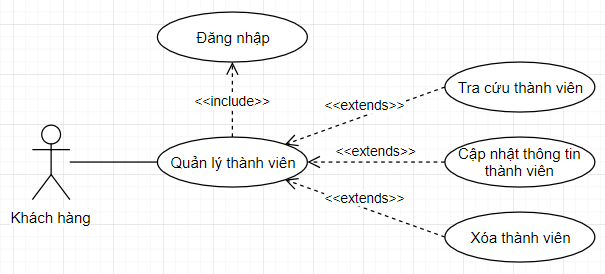 Đăng nhập
<<include>>
Tra cứu thành viên
<<extends>>
Quản lý thành viên
<<extends>>
Cập nhật thông tin
thành viên
<<extends>>
Khách hàng
Xóa thành viên